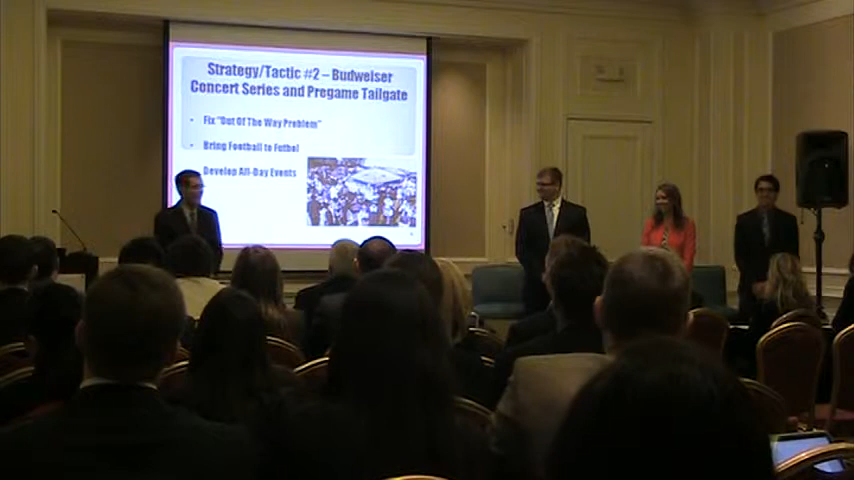 Strategy/Tactic #2 – Budweiser
Concert Series and Pregame Tailgate
• Fix "Out Of The Way Problem"
• Bring Football to Futbol
Develop All-Day Events